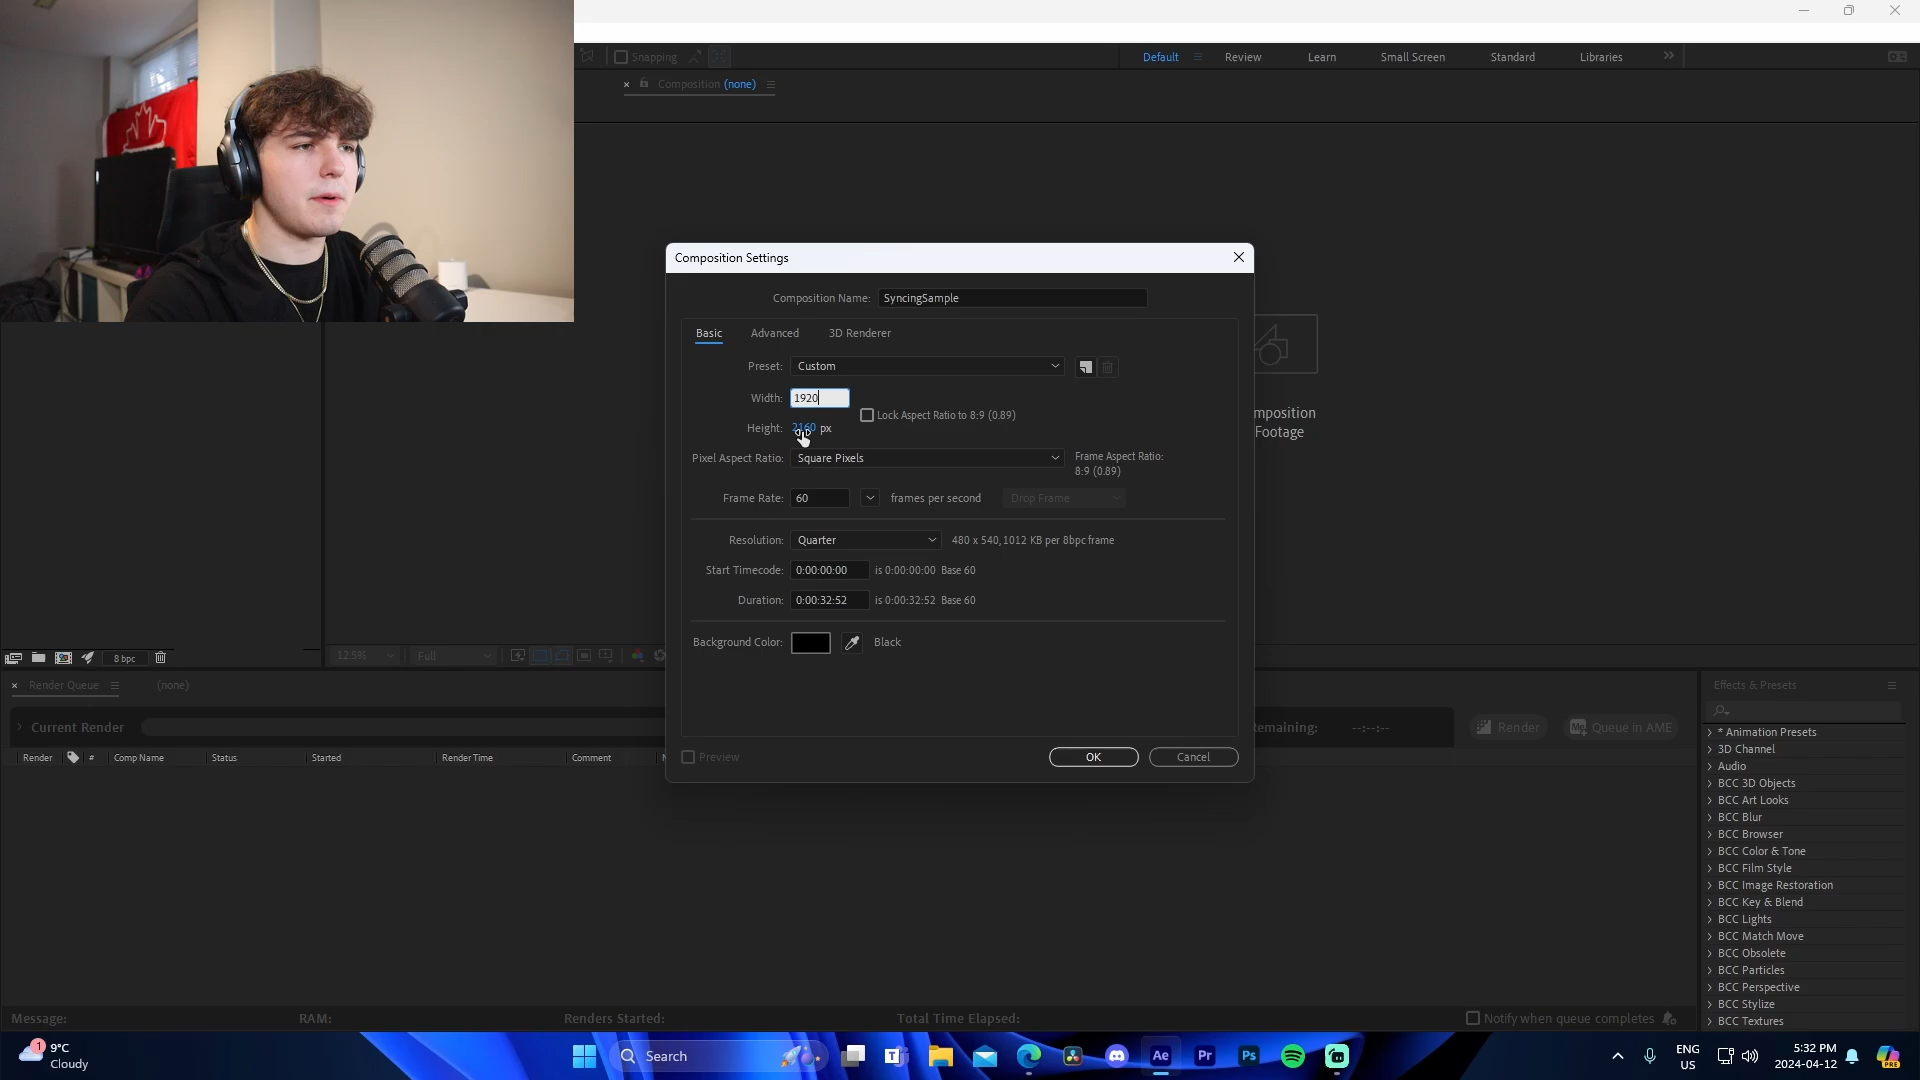 Snapping
Default
Review
Learn
Small Screen
Standard
Libraries
Composition (none)
Composition Settings
Composition Name: SyncingSample
Basic
Advanced
3D Renderer
Preset: Custom
Width: 1920
Lock Aspect Ratio to 8:9 (0.89)
Height: 2160 px
Pixel Aspect Ratio: Square Pixels
Frame Aspect Ratio:
8:9 (0.89)
Frame Rate: 60 frames per second Drop Frame
Resolution: Quarter 480 x 540, 1012 KB per 8bpc frame
Start Timecode: 0:00:00:00 is 0:00:00:00 Base 60
Duration: 0:00:32:52 is 0:00:32:52 Base 60
Background Color: Black
Preview
OK
Cancel
mposition
Footage
8 bpc
12.5%
Full
Render Queue
(none)
Current Render
emaining: --:--:--
Render
Queue in AME
Render # Comp Name Status Started Render Time Comment
Effects & Presets
* Animation Presets
3D Channel
Audio
BCC 3D Objects
BCC Art Looks
BCC Blur
BCC Browser
BCC Color & Tone
BCC Film Style
BCC Image Restoration
BCC Key & Blend
BCC Lights
BCC Match Move
BCC Obsolete
BCC Particles
BCC Perspective
BCC Stylize
BCC Textures
Message:
RAM:
Renders Started:
Total Time Elapsed:
Notify when queue completes
1
9°C
Cloudy
Search
Ae
Pr
Ps
ENG
US
5:32 PM
2024-04-12
PRE